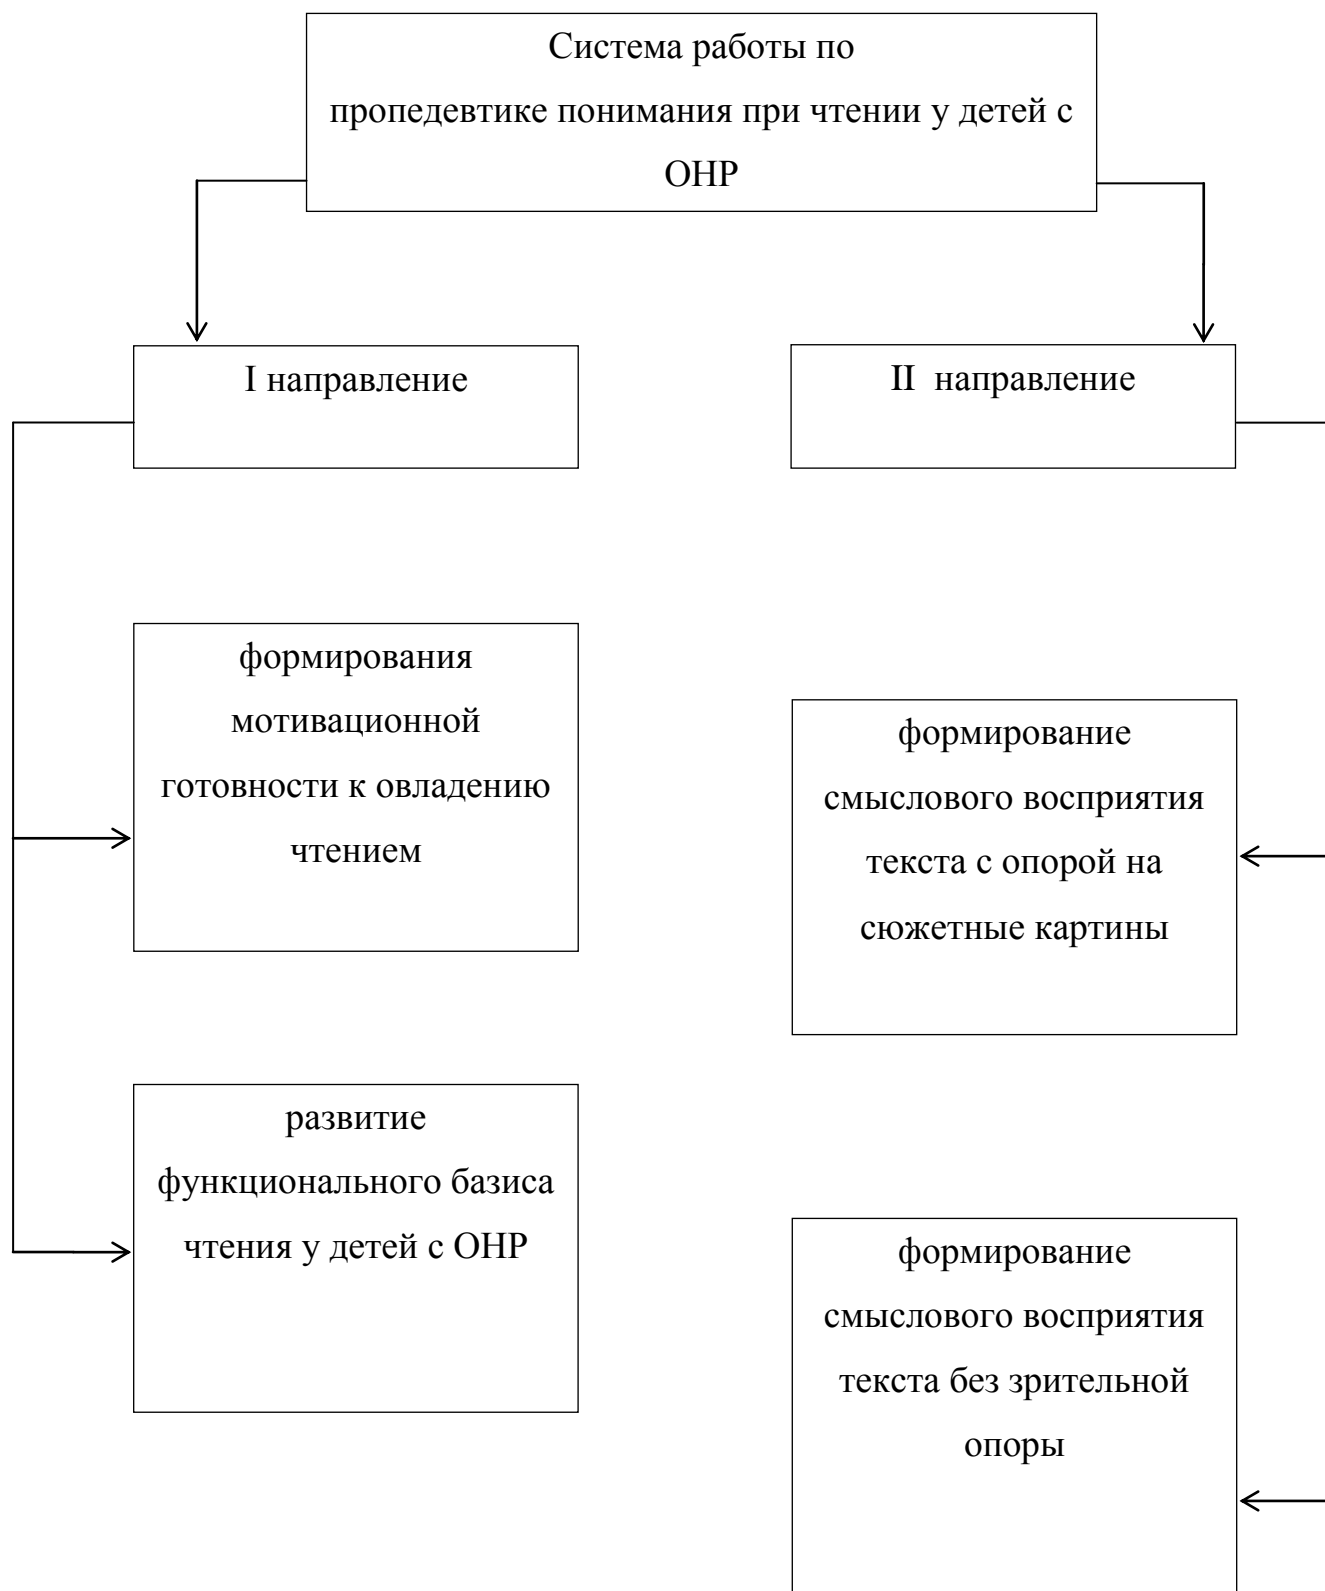 Система работы по
пропедевтике понимания при чтении у детей с
ОНР
I направление
II  направление
формирования
мотивационной
готовности к овладению
чтением
формирование
смыслового восприятия
текста с опорой на
сюжетные картины
развитие
функционального базиса
чтения у детей с ОНР
формирование
смыслового восприятия
текста без зрительной
опоры